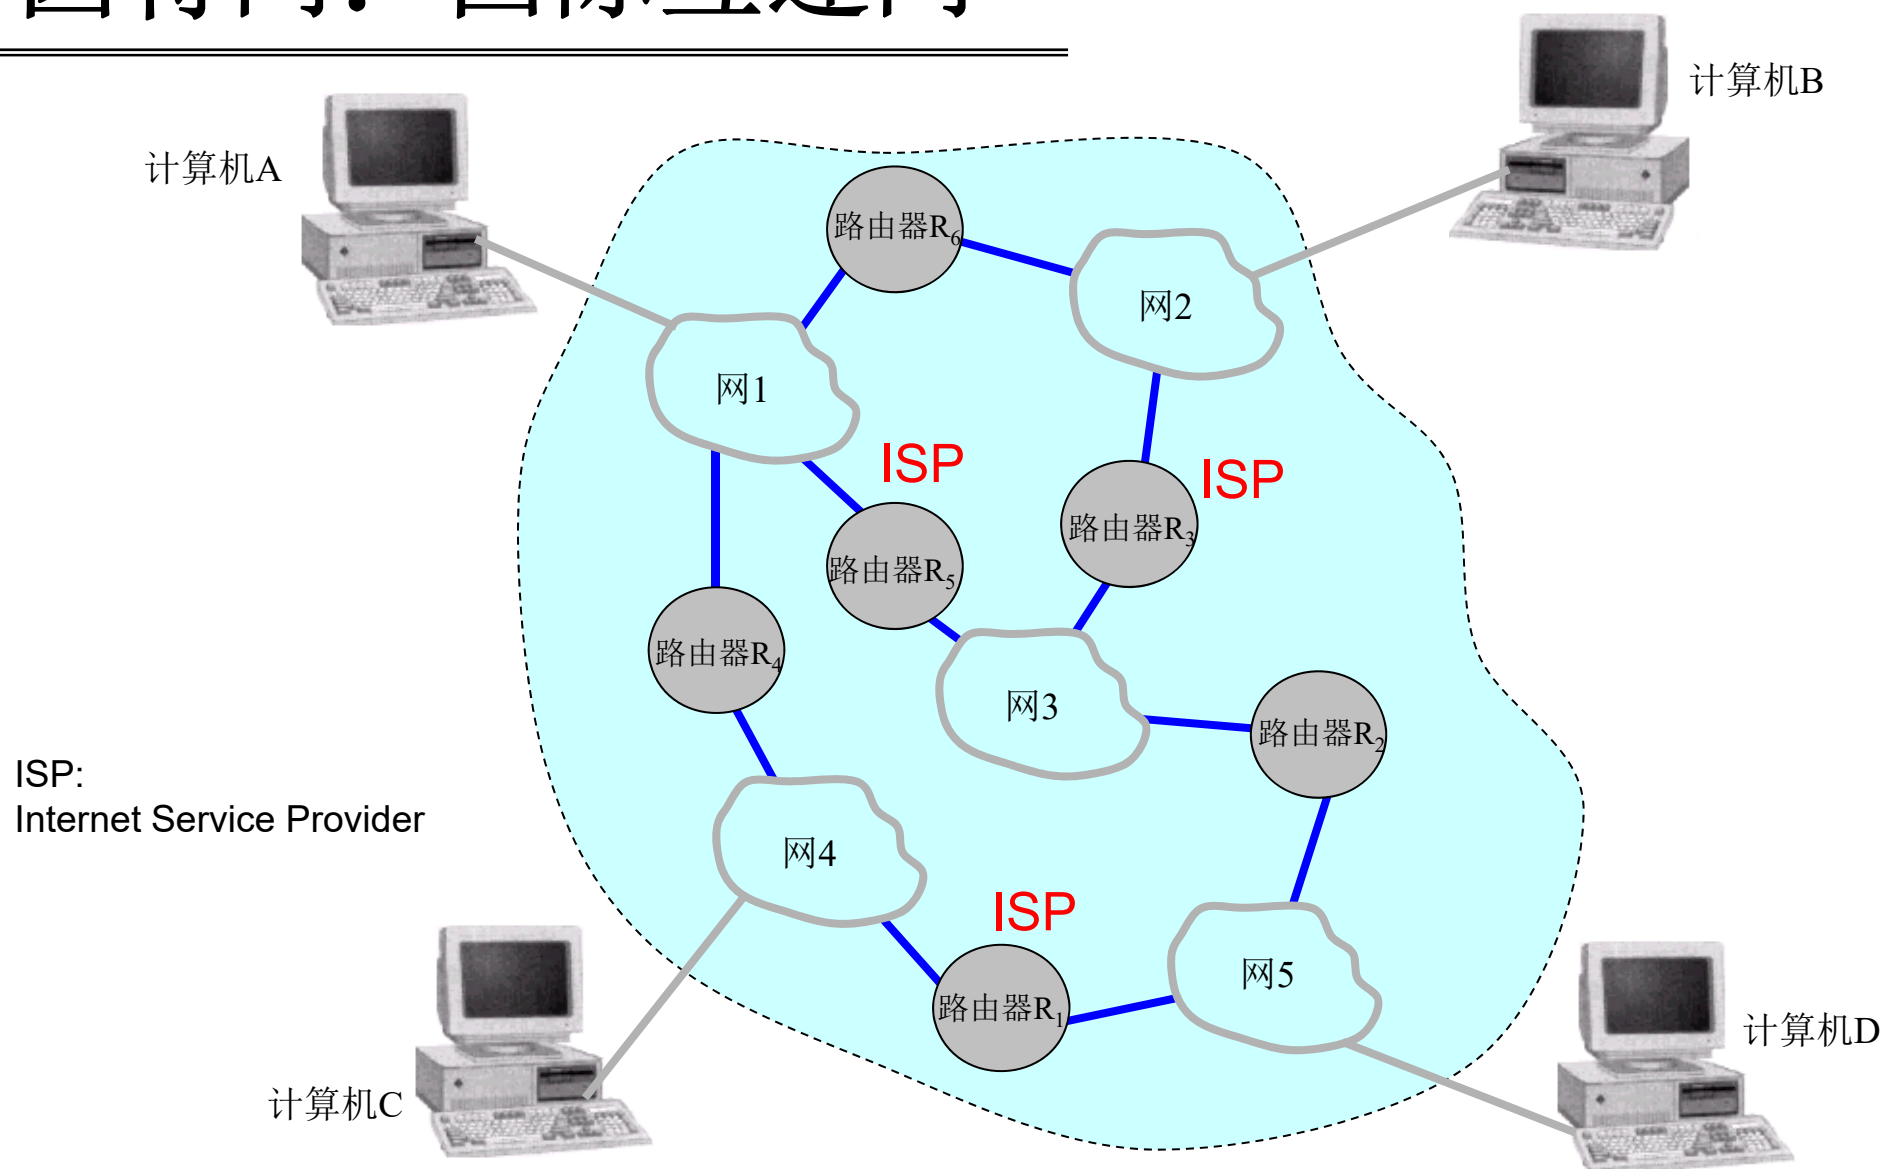 计算机B
计算机A
路由器R6
网2
网1
ISP
ISP
路由器R3
路由器R5
路由器R4
网3
路由器R2
ISP:
Internet Service Provider
网4
ISP
网5
路由器R1
计算机D
计算机C